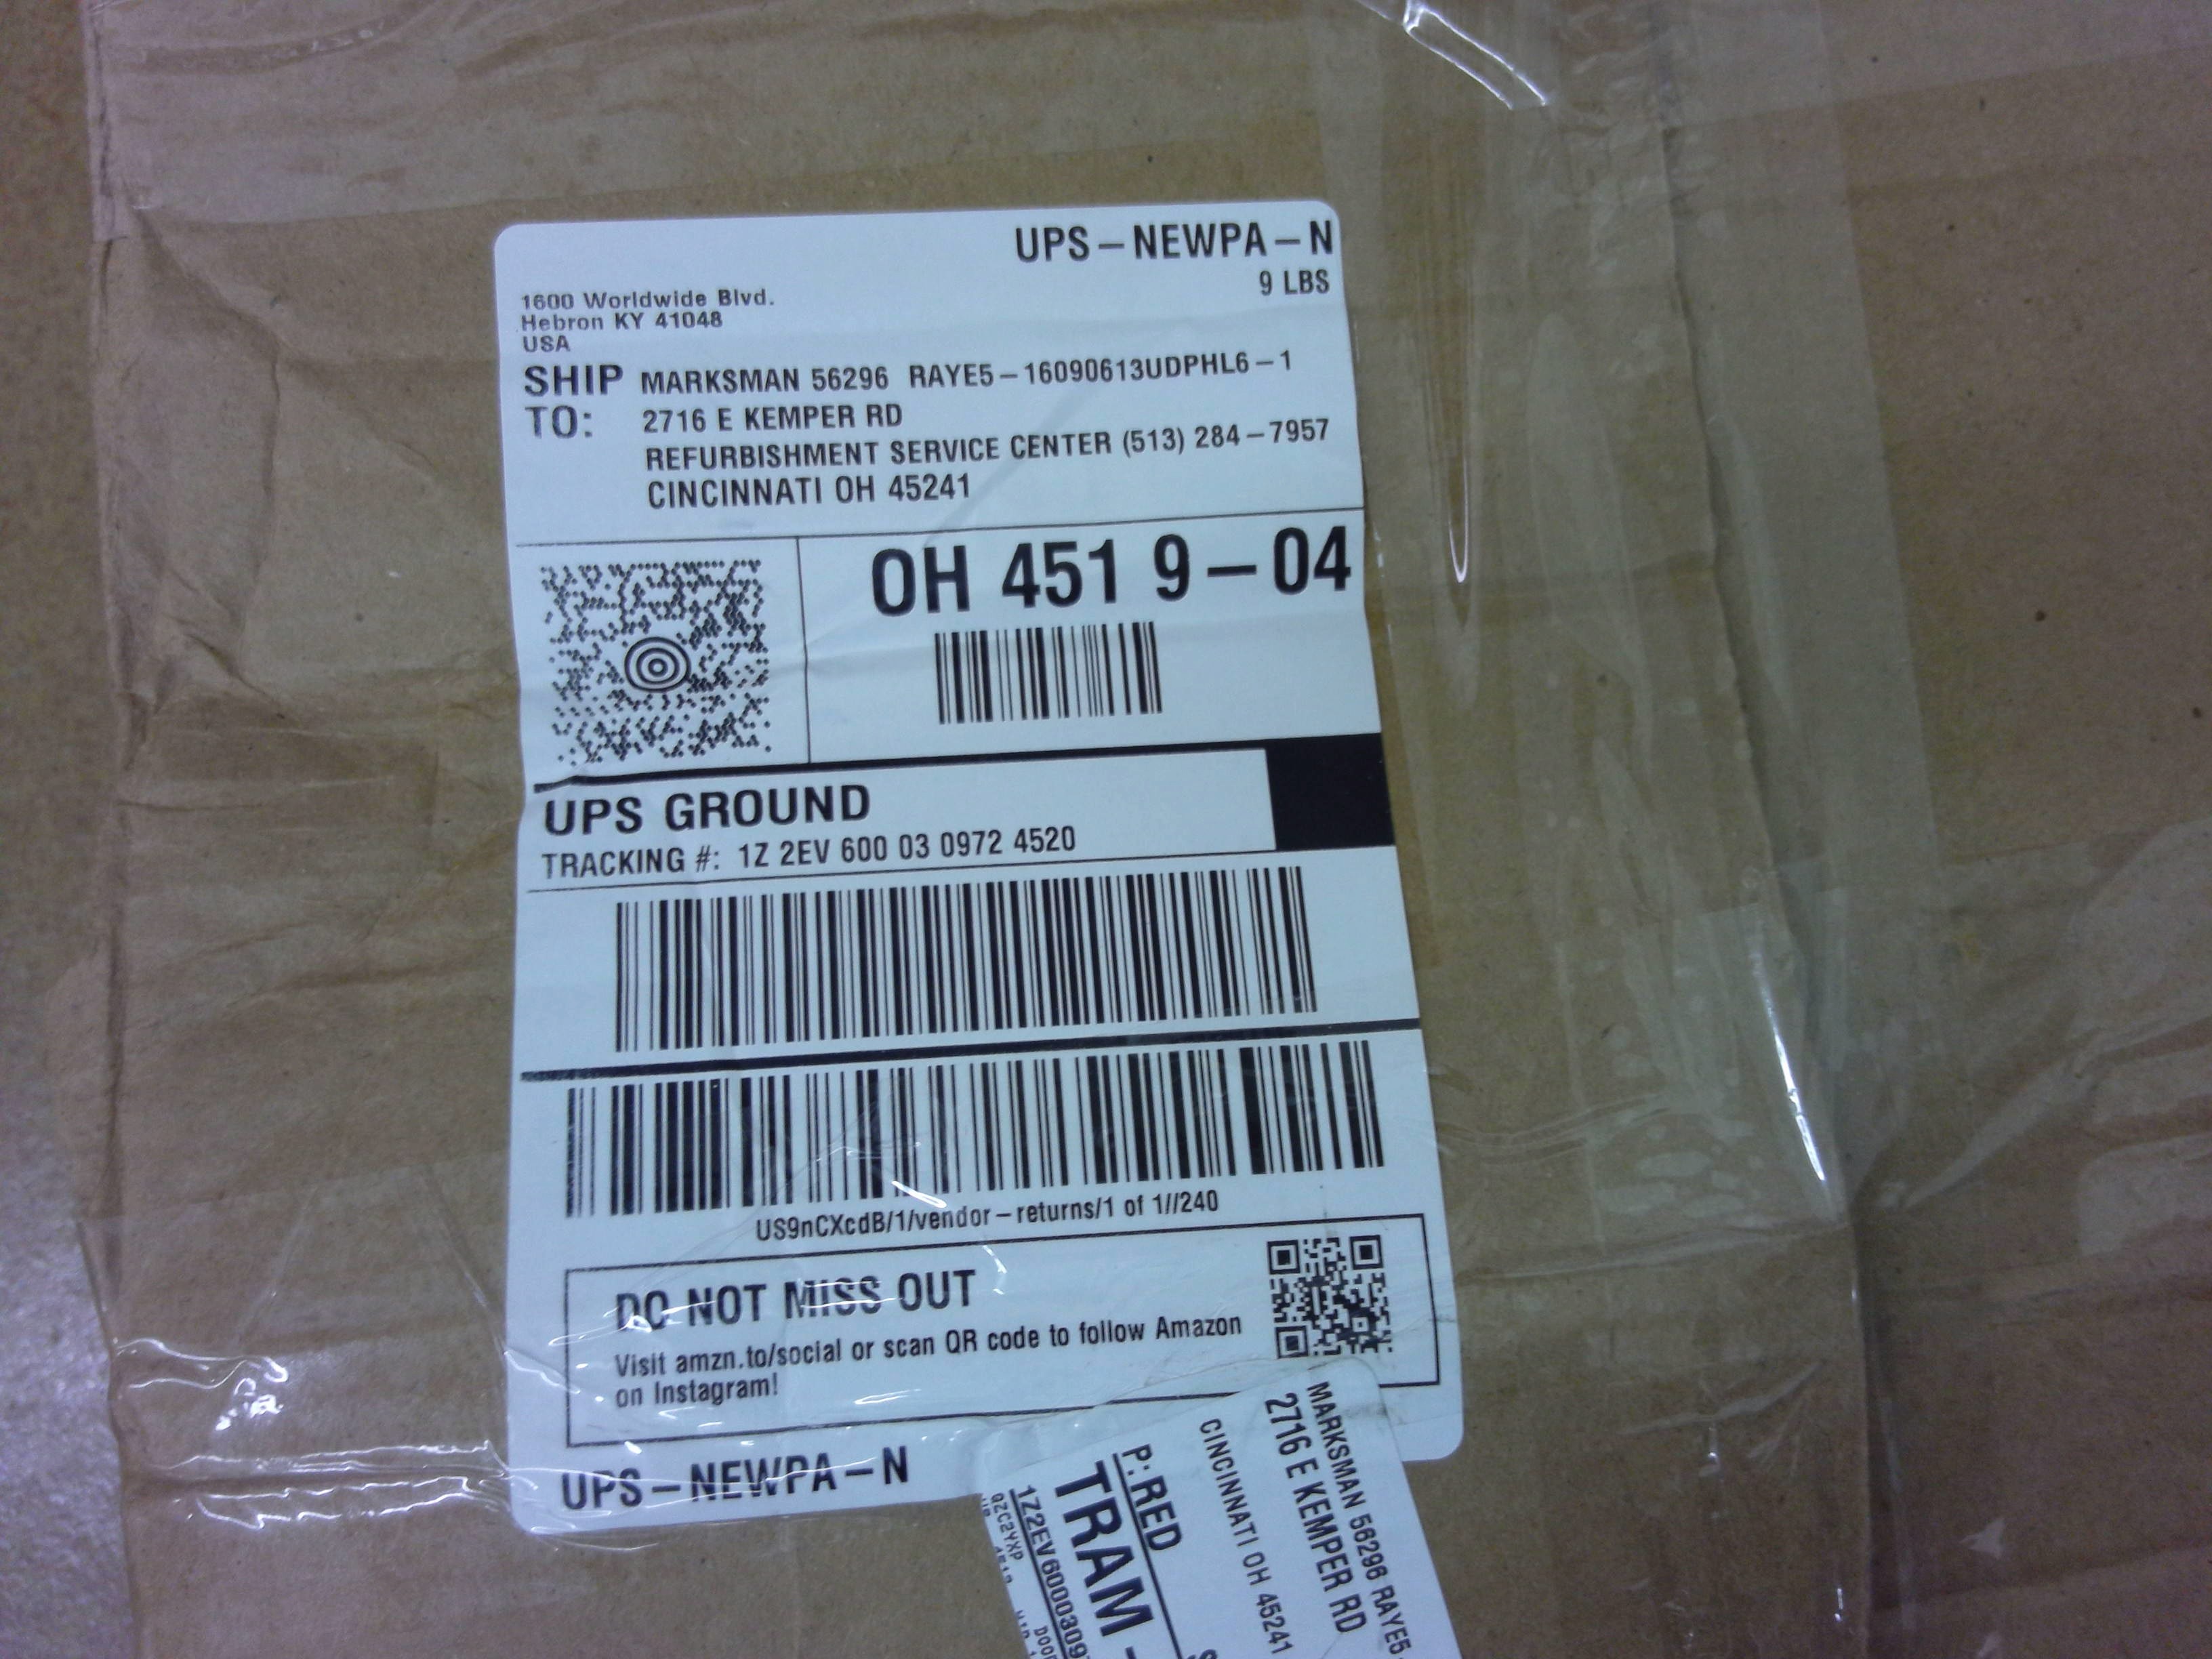 UPS – NEWPA – N
9 LBS
1600 Worldwide Blvd.
Hebron KY 41048
USA
SHIP TO: MARKSMAN 56296 RAYE5 – 16090613UDPHL6 – 1
2716 E KEMPER RD
REFURBISHMENT SERVICE CENTER (513) 284 – 7957
CINCINNATI OH 45241
OH 451 9 – 04
UPS GROUND
TRACKING #: 1Z 2EV 600 03 0972 4520
US9nCXcdB/1/vendor – returns/1 of 1//240
DO NOT MISS OUT
Visit amzn.to/social or scan QR code to follow Amazon
on Instagram!
UPS – NEWPA – N
MARKSMAN 56296 RAYE5
2716 E KEMPER RD
CINCINNATI OH 45241
P: RED
TRAM –
1Z2EV60003097
QZC2YXP